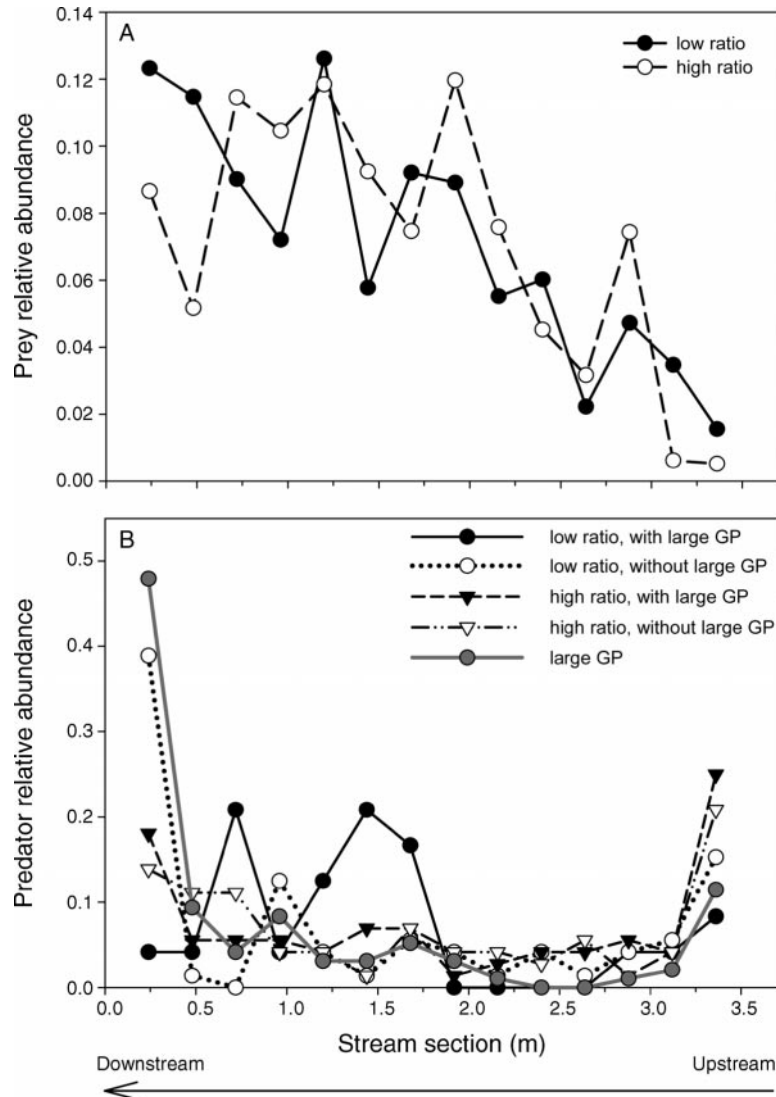 A
low ratio
high ratio
Prey relative abundance
0.14
0.12
0.10
0.08
0.06
0.04
0.02
0.00
B
low ratio, with large GP
low ratio, without large GP
high ratio, with large GP
high ratio, without large GP
large GP
Predator relative abundance
0.5
0.4
0.3
0.2
0.1
0.0
0.0 0.5 1.0 1.5 2.0 2.5 3.0 3.5
Stream section (m)
Downstream Upstream